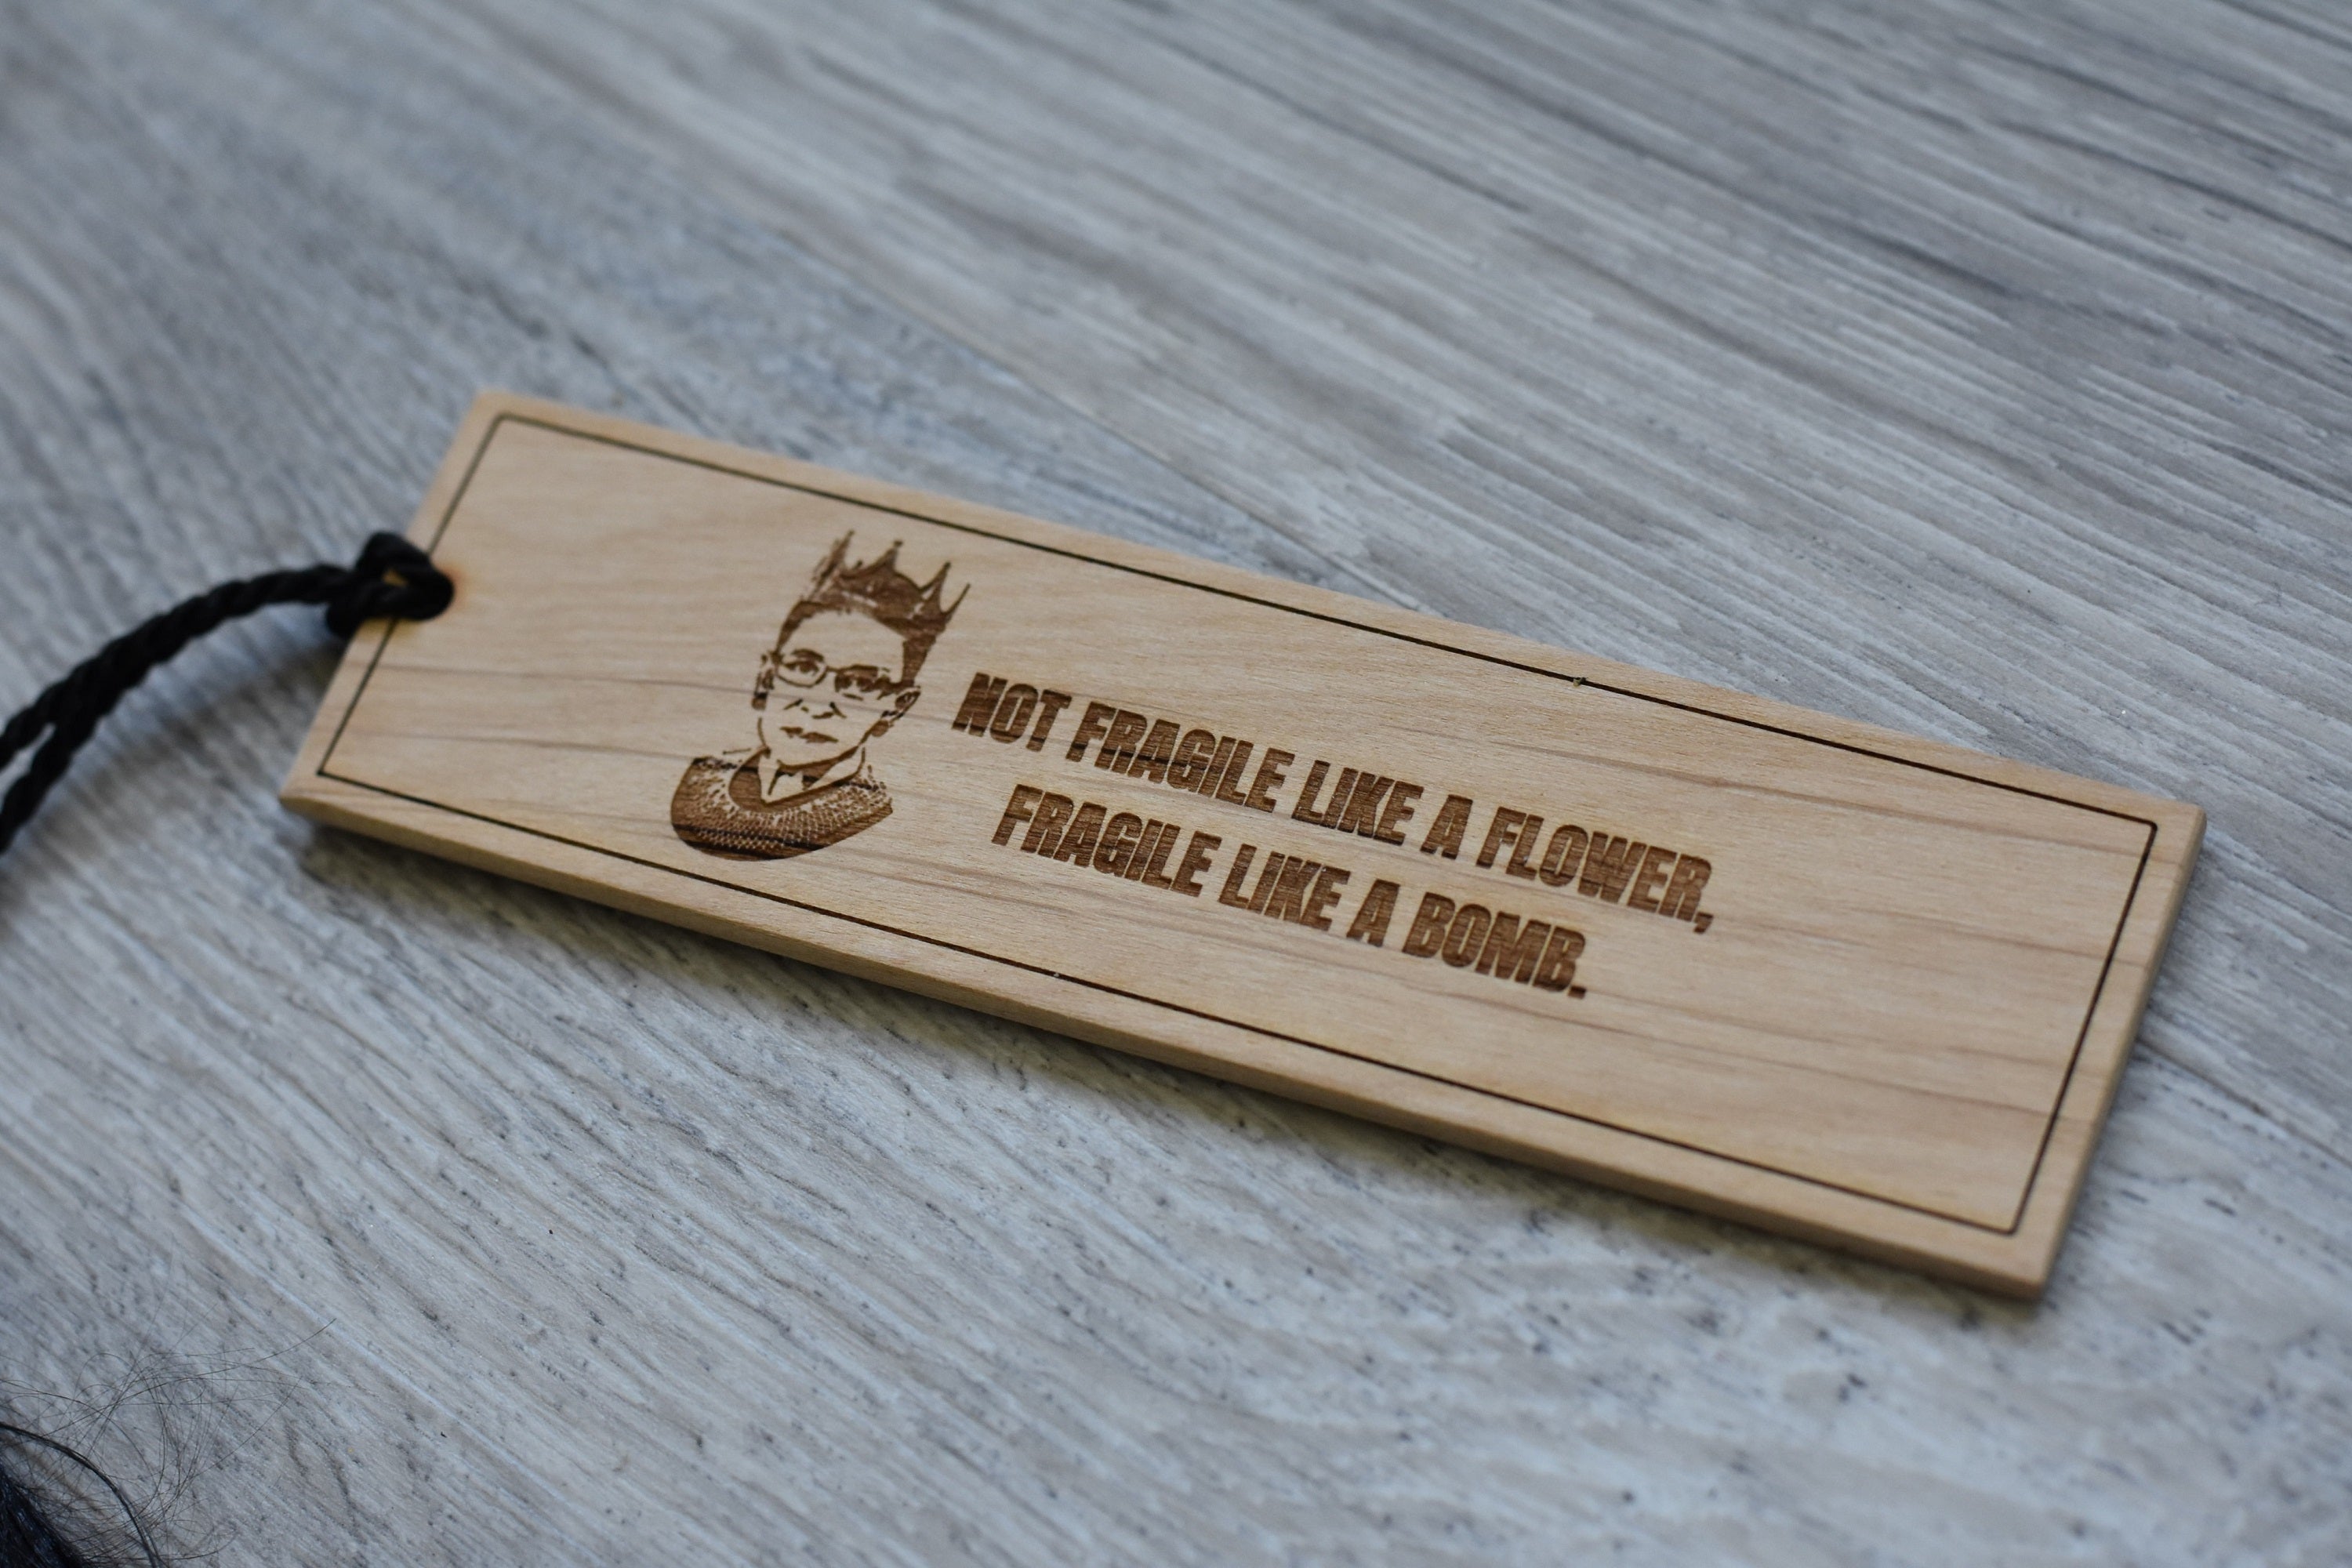 NOT FRAGILE LIKE A FLOWER,
FRAGILE LIKE A BOMB.